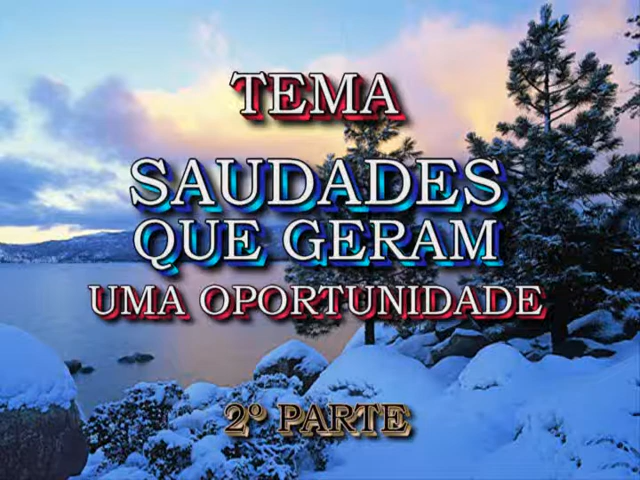 TEMA
SAUDADES
QUE GERAM
UMA OPORTUNIDADE
2º PARTE